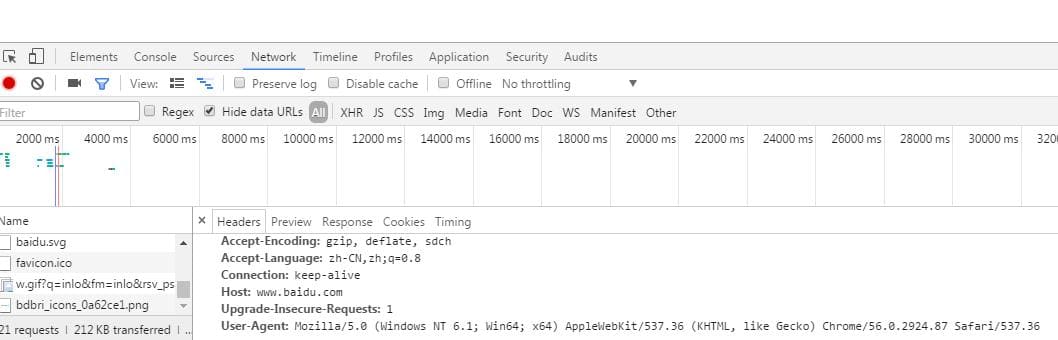 Elements Console Sources Network Timeline Profiles Application Security Audits
View: Preserve log Disable cache Offline No throttling
Filter Regex Hide data URLs All XHR JS CSS Img Media Font Doc WS Manifest Other
2000 ms 4000 ms 6000 ms 8000 ms 10000 ms 12000 ms 14000 ms 16000 ms 18000 ms 20000 ms 22000 ms 24000 ms 26000 ms 28000 ms 30000 ms 320
Name × Headers Preview Response Cookies Timing
baidu.svg Accept-Encoding: gzip, deflate, sdch
favicon.ico Accept-Language: zh-CN,zh;q=0.8
Connection: keep-alive
w.gif?q=inlo&fm=inlo&rsv_ps Host: www.baidu.com
bdbri_icons_0a62ce1.png Upgrade-Insecure-Requests: 1
21 requests | 212 KB transferred | ... User-Agent: Mozilla/5.0 (Windows NT 6.1; Win64; x64) AppleWebKit/537.36 (KHTML, like Gecko) Chrome/56.0.2924.87 Safari/537.36